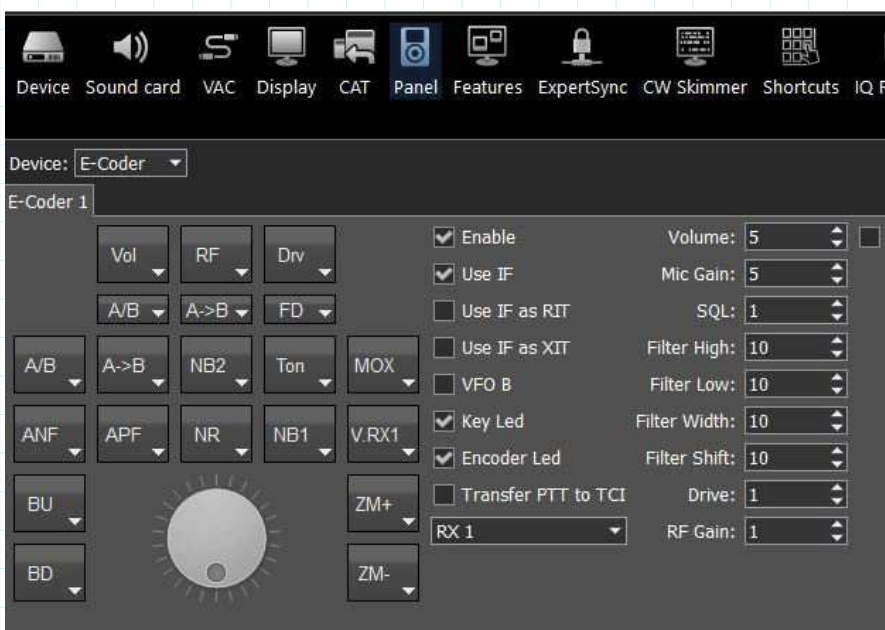 Device Sound card VAC Display CAT Panel Features ExpertSync CW Skimmer Shortcuts IQ
Device: E-Coder
E-Coder 1
Vol RF Drv
A/B A->B FD
A/B A->B NB2 Ton MOX
ANF APF NR NB1 V.RX1
BU ZM+
BD ZM-
Enable
Use IF
Use IF as RIT
Use IF as XIT
VFO B
Key Led
Encoder Led
Transfer PTT to TCI
RX 1
Volume: 5
Mic Gain: 5
SQL: 1
Filter High: 10
Filter Low: 10
Filter Width: 10
Filter Shift: 10
Drive: 1
RF Gain: 1